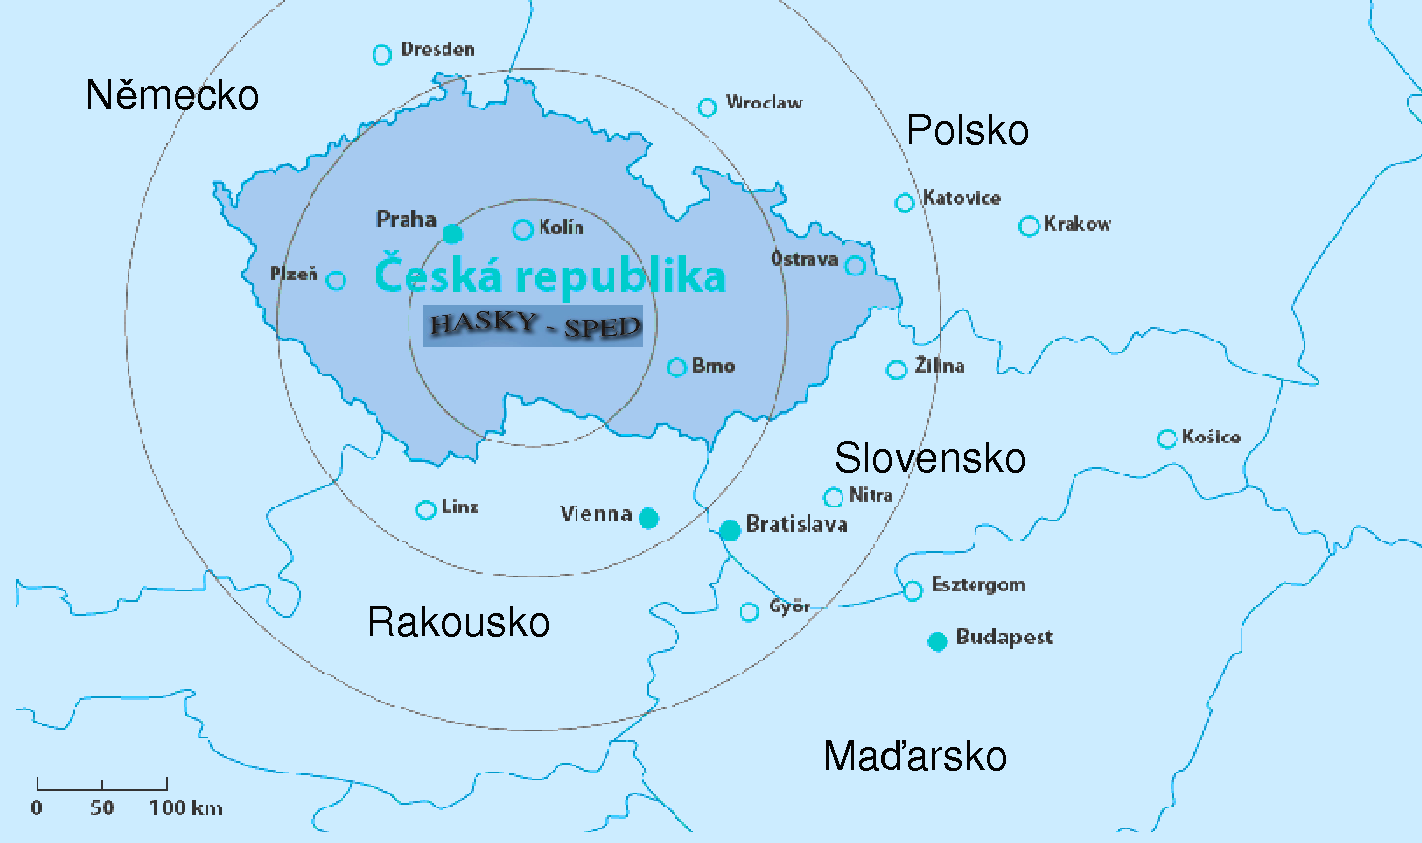 Dresden
Německo
Wroclaw
Polsko
Katovice
Krakow
Praha
Kolín
Ostrava
Plzeň
Česká republika
HASKY - SPED
Brno
Žilina
Košice
Slovensko
Nitra
Linz
Vienna
Bratislava
Esztergom
Győr
Rakousko
Budapest
Maďarsko
0 50 100 km